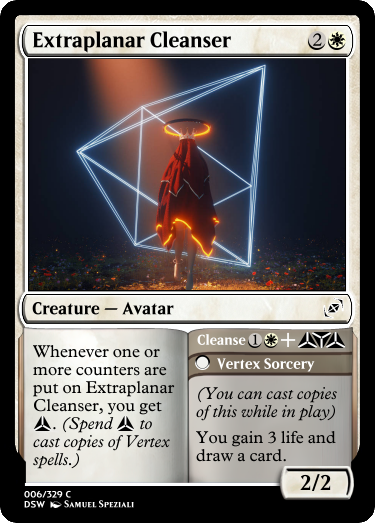 Extraplanar Cleanser 2
Creature — Avatar
Whenever one or
more counters are
put on Extraplanar
Cleanser, you get
. (Spend to
cast copies of Vertex
spells.)
Cleanse 1 +
Vertex Sorcery
(You can cast copies
of this while in play)
You gain 3 life and
draw a card.
2/2
006/329 C
DSW Samuel Speziali